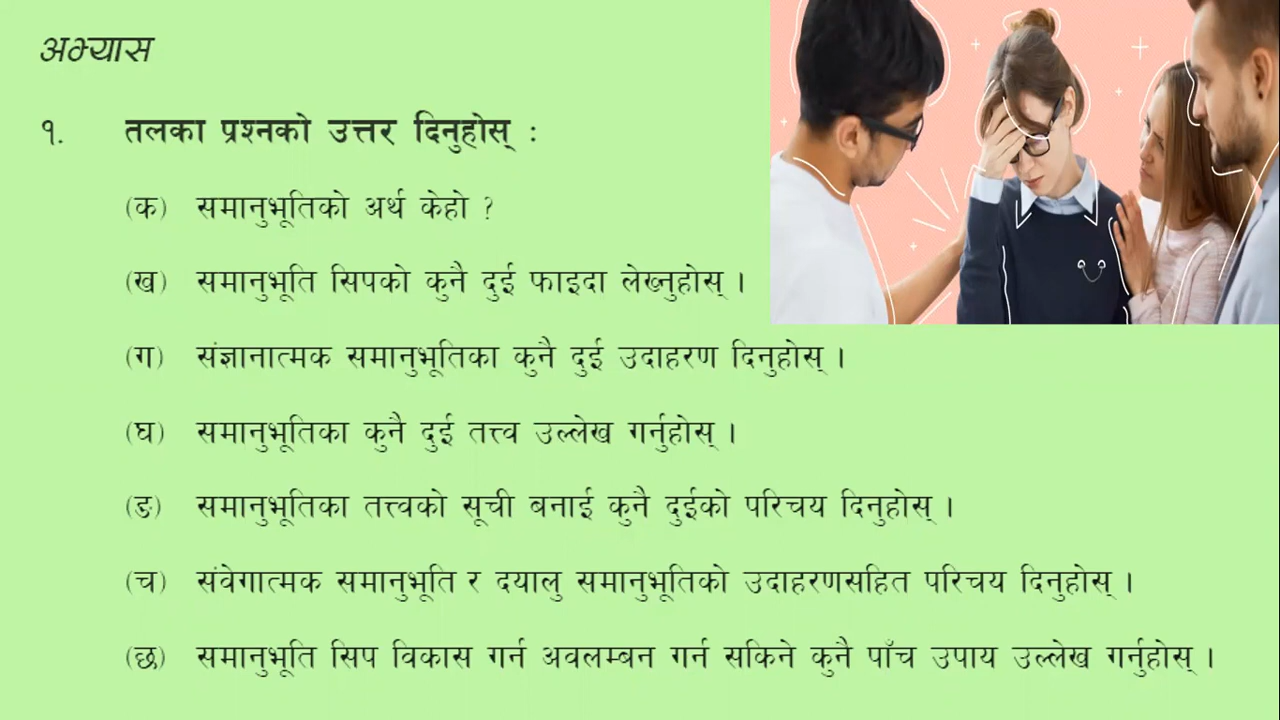 अभ्यास
१. तलका प्रश्नको उत्तर दिनुहोस् :
(क) समानुभूतिको अर्थ केहो ?
(ख) समानुभूति सिपको कुनै दुई फाइदा लेख्नुहोस् ।
(ग) संज्ञानात्मक समानुभूतिका कुनै दुई उदाहरण दिनुहोस् ।
(घ) समानुभूतिका कुनै दुई तत्त्व उल्लेख गर्नुहोस् ।
(ङ) समानुभूतिका तत्त्वको सूची बनाई कुनै दुईको परिचय दिनुहोस् ।
(च) संवेगात्मक समानुभूति र दयालु समानुभूतिको उदाहरणसहित परिचय दिनुहोस् ।
(छ) समानुभूति सिप विकास गर्न अवलम्बन गर्न सकिने कुनै पाँच उपाय उल्लेख गर्नुहोस् ।